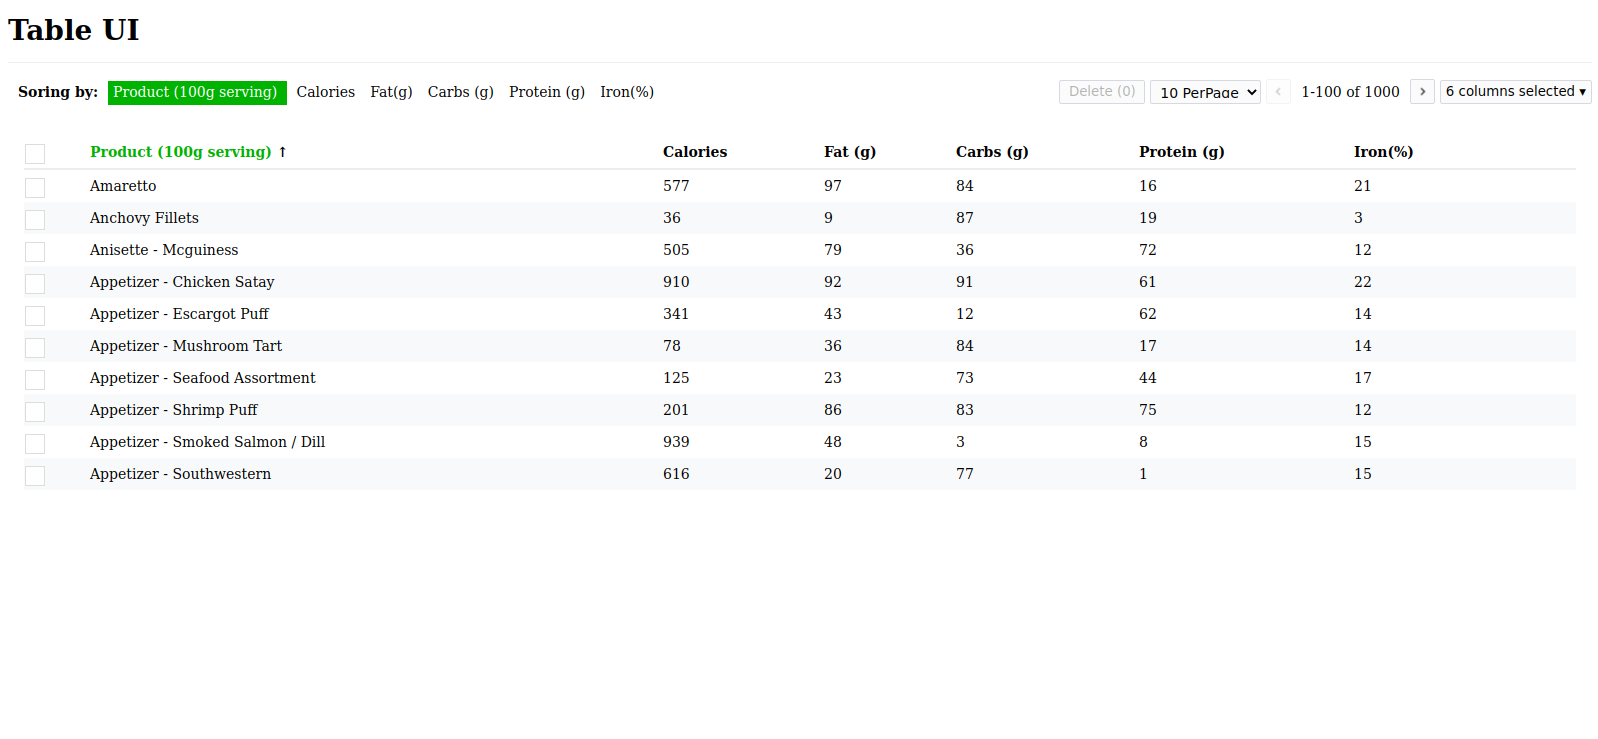 Table UI
Soring by: Product (100g serving) Calories Fat(g) Carbs (g) Protein (g) Iron(%) Delete (0) 10 PerPage ‹ 1-100 of 1000 › 6 columns selected ▾
Product (100g serving) ↑ Calories Fat (g) Carbs (g) Protein (g) Iron(%)
Amaretto 577 97 84 16 21
Anchovy Fillets 36 9 87 19 3
Anisette - Mcguiness 505 79 36 72 12
Appetizer - Chicken Satay 910 92 91 61 22
Appetizer - Escargot Puff 341 43 12 62 14
Appetizer - Mushroom Tart 78 36 84 17 14
Appetizer - Seafood Assortment 125 23 73 44 17
Appetizer - Shrimp Puff 201 86 83 75 12
Appetizer - Smoked Salmon / Dill 939 48 3 8 15
Appetizer - Southwestern 616 20 77 1 15